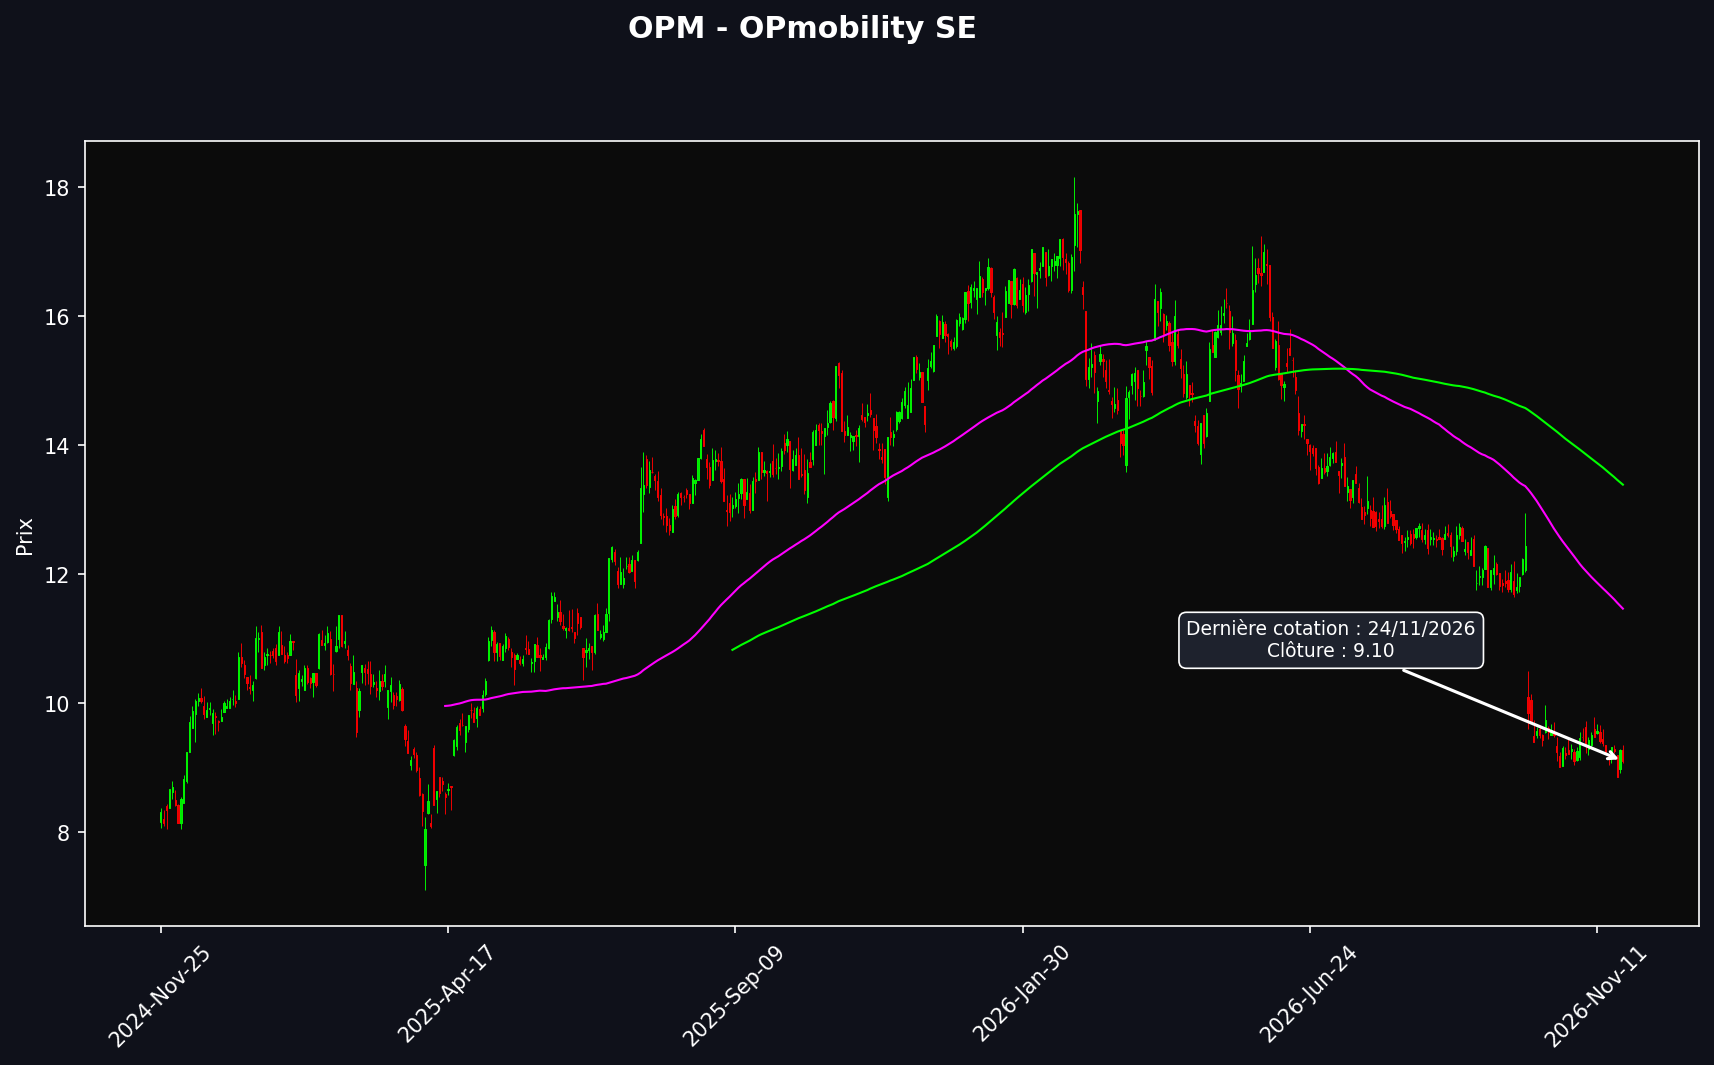 OPM - OPmobility SE
Prix
18
16
14
12
10
8
Dernière cotation : 24/11/2026
Clôture : 9.10
2024-Nov-25
2025-Apr-17
2025-Sep-09
2026-Jan-30
2026-Jun-24
2026-Nov-11